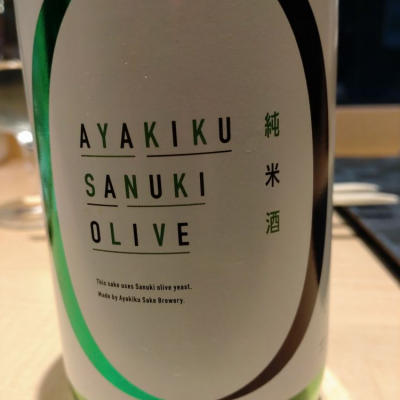 AYAKIKU
SANUKI
OLIVE
純米酒
This sake uses Sanuki olive yeast.
Made by Ayakiku Sake Brewery.